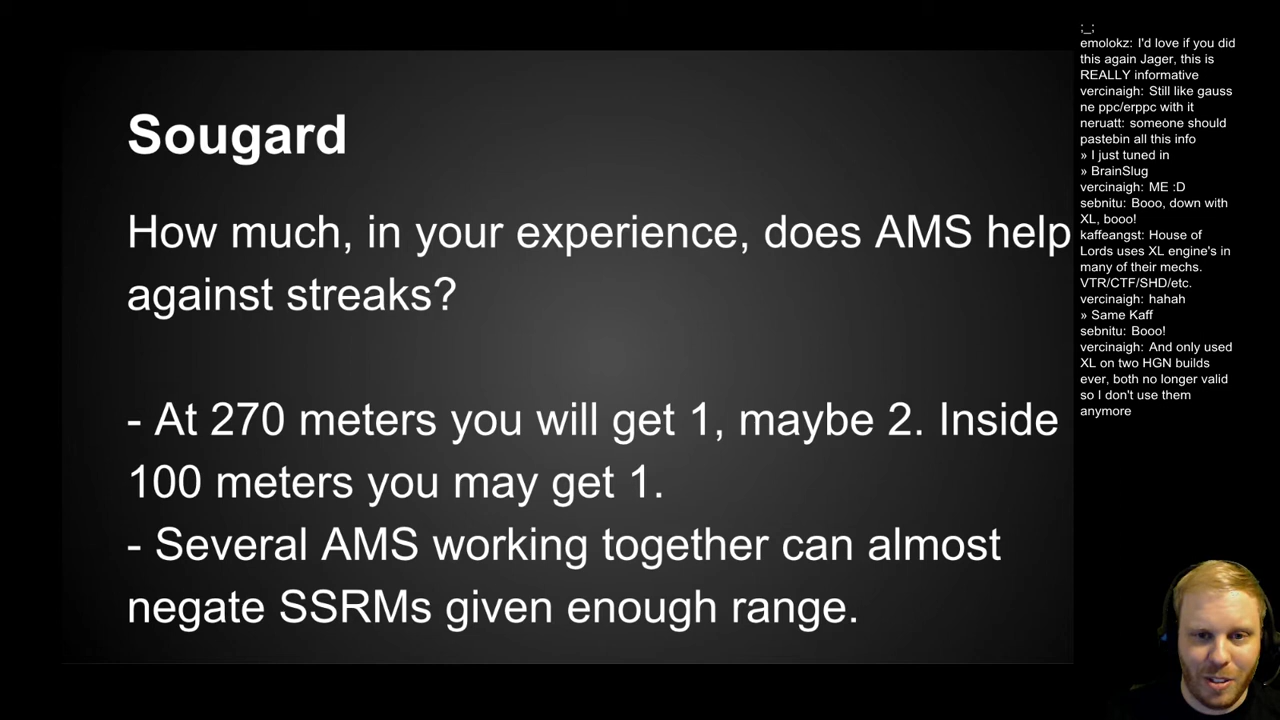 Sougard
How much, in your experience, does AMS help
against streaks?
- At 270 meters you will get 1, maybe 2. Inside
100 meters you may get 1.
- Several AMS working together can almost
negate SSRMs given enough range.
;_;
emolokz: I'd love if you did
this again Jager, this is
REALLY informative
vercinaigh: Still like gauss
ne ppc/erppc with it
neruatt: someone should
pastebin all this info
» I just tuned in
» BrainSlug
vercinaigh: ME :D
sebnitu: Booo, down with
XL, booo!
kaffeangst: House of
Lords uses XL engine's in
many of their mechs.
VTR/CTF/SHD/etc.
vercinaigh: hahah
» Same Kaff
sebnitu: Booo!
vercinaigh: And only used
XL on two HGN builds
ever, both no longer valid
so I don't use them
anymore